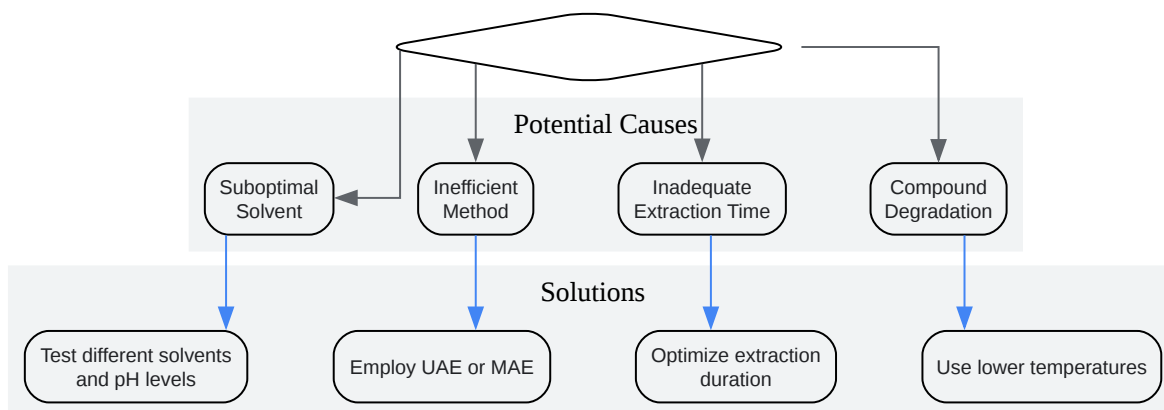 Potential Causes
Suboptimal
Solvent
Inefficient
Method
Inadequate
Extraction Time
Compound
Degradation
Solutions
Test different solvents
and pH levels
Employ UAE or MAE
Optimize extraction
duration
Use lower temperatures